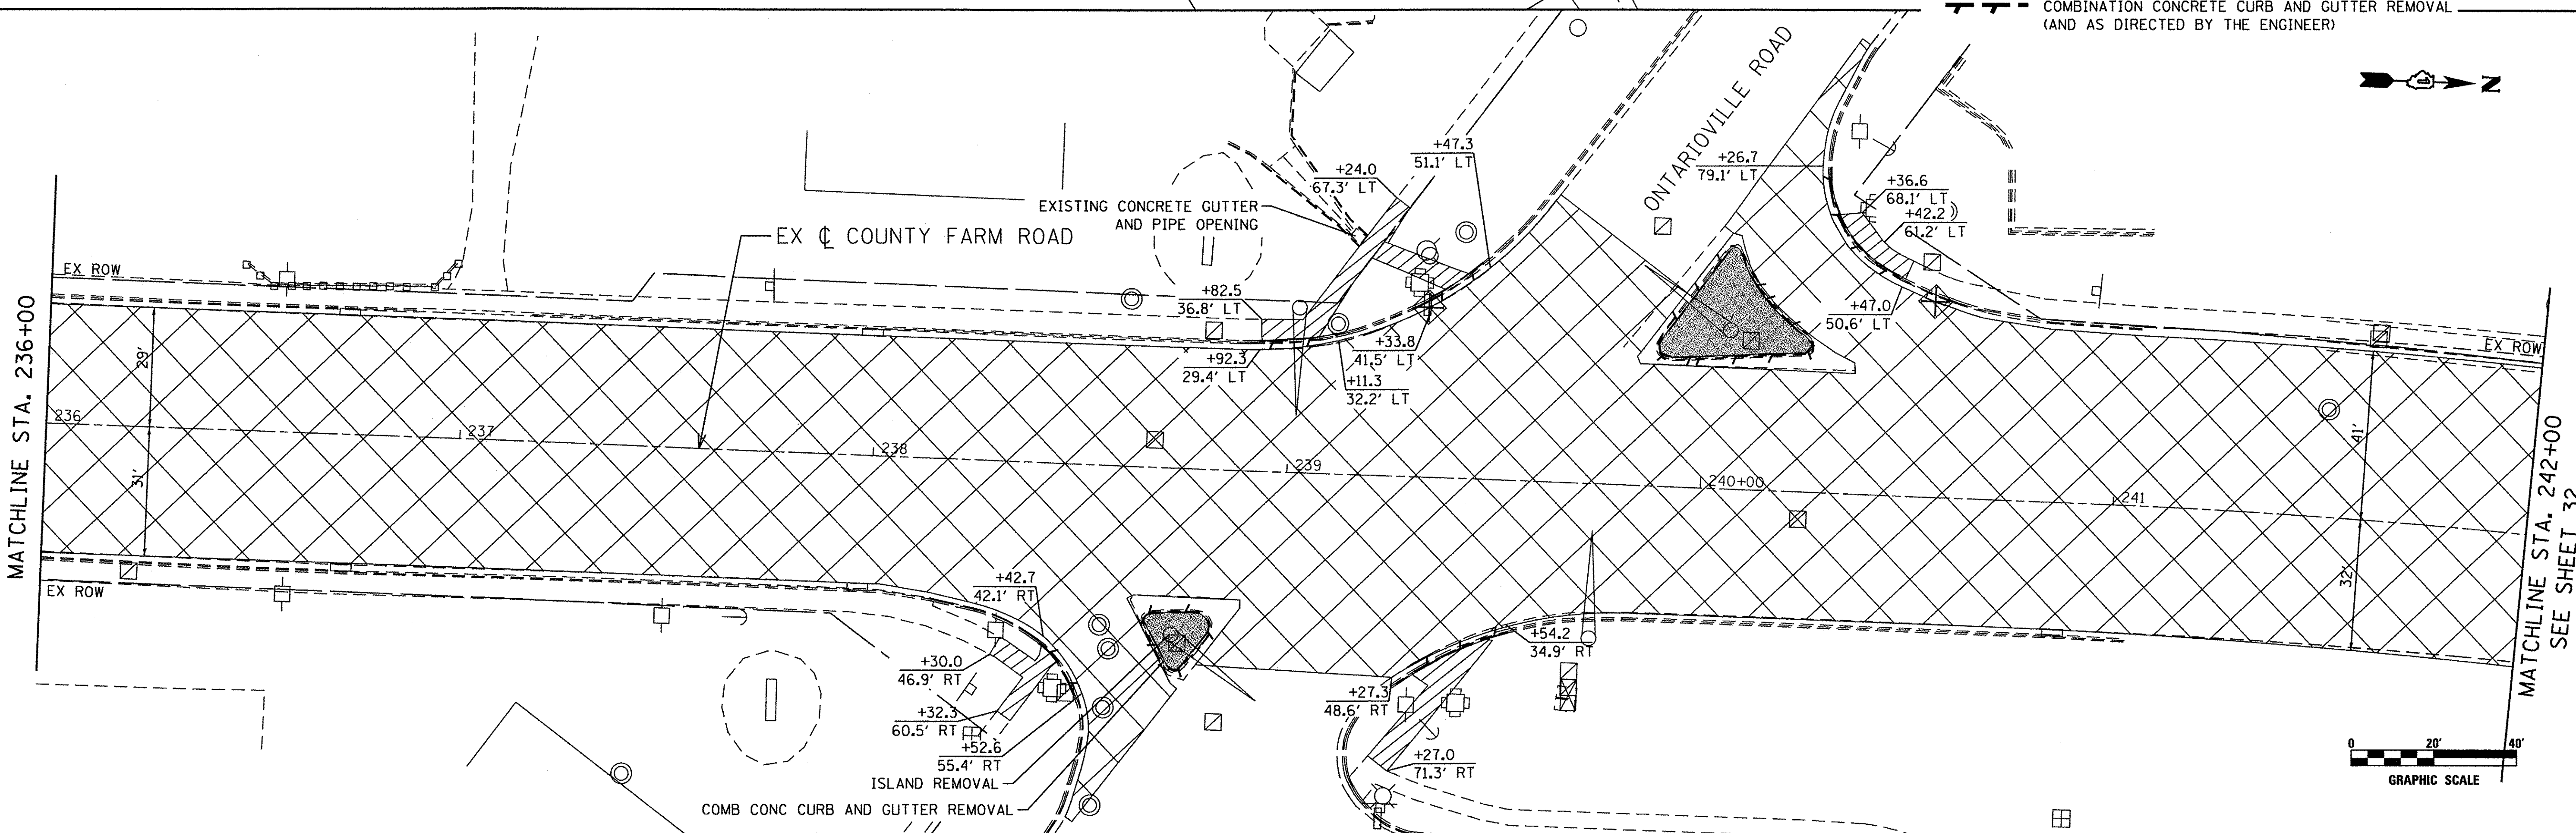 COMBINATION CONCRETE CURB AND GUTTER REMOVAL
(AND AS DIRECTED BY THE ENGINEER)
N
ONTARIOVILLE ROAD
+47.3
51.1' LT
+24.0
67.3' LT
+26.7
79.1' LT
+36.6
68.1' LT
+42.2
61.2' LT
EXISTING CONCRETE GUTTER
AND PIPE OPENING
EX ℄ COUNTY FARM ROAD
EX ROW
+82.5
36.8' LT
+47.0
50.6' LT
+33.8
41.5' LT
+92.3
29.4' LT
+11.3
32.2' LT
EX ROW
MATCHLINE STA. 236+00
29'
31'
236
237
238
239
240+00
241
41'
32'
MATCHLINE STA. 242+00
SEE SHEET 32
EX ROW
+42.7
42.1' RT
+30.0
46.9' RT
+32.3
60.5' RT
+52.6
55.4' RT
ISLAND REMOVAL
COMB CONC CURB AND GUTTER REMOVAL
+54.2
34.9' RT
+27.3
48.6' RT
+27.0
71.3' RT
0 20' 40'
GRAPHIC SCALE